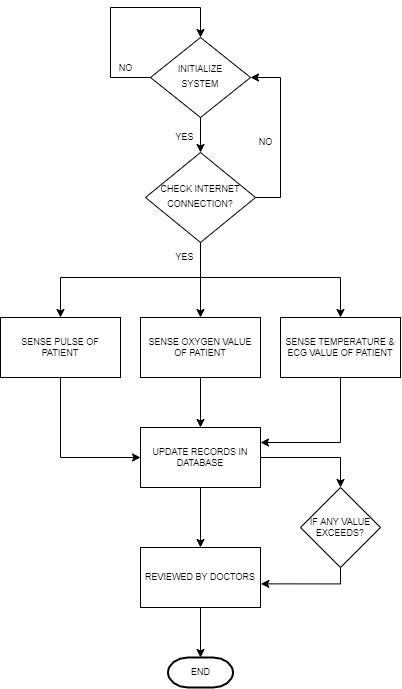 NO
INITIALIZE
SYSTEM
YES
NO
CHECK INTERNET
CONNECTION?
YES
SENSE PULSE OF
PATIENT
SENSE OXYGEN VALUE
OF PATIENT
SENSE TEMPERATURE &
ECG VALUE OF PATIENT
UPDATE RECORDS IN
DATABASE
IF ANY VALUE
EXCEEDS?
REVIEWED BY DOCTORS
END